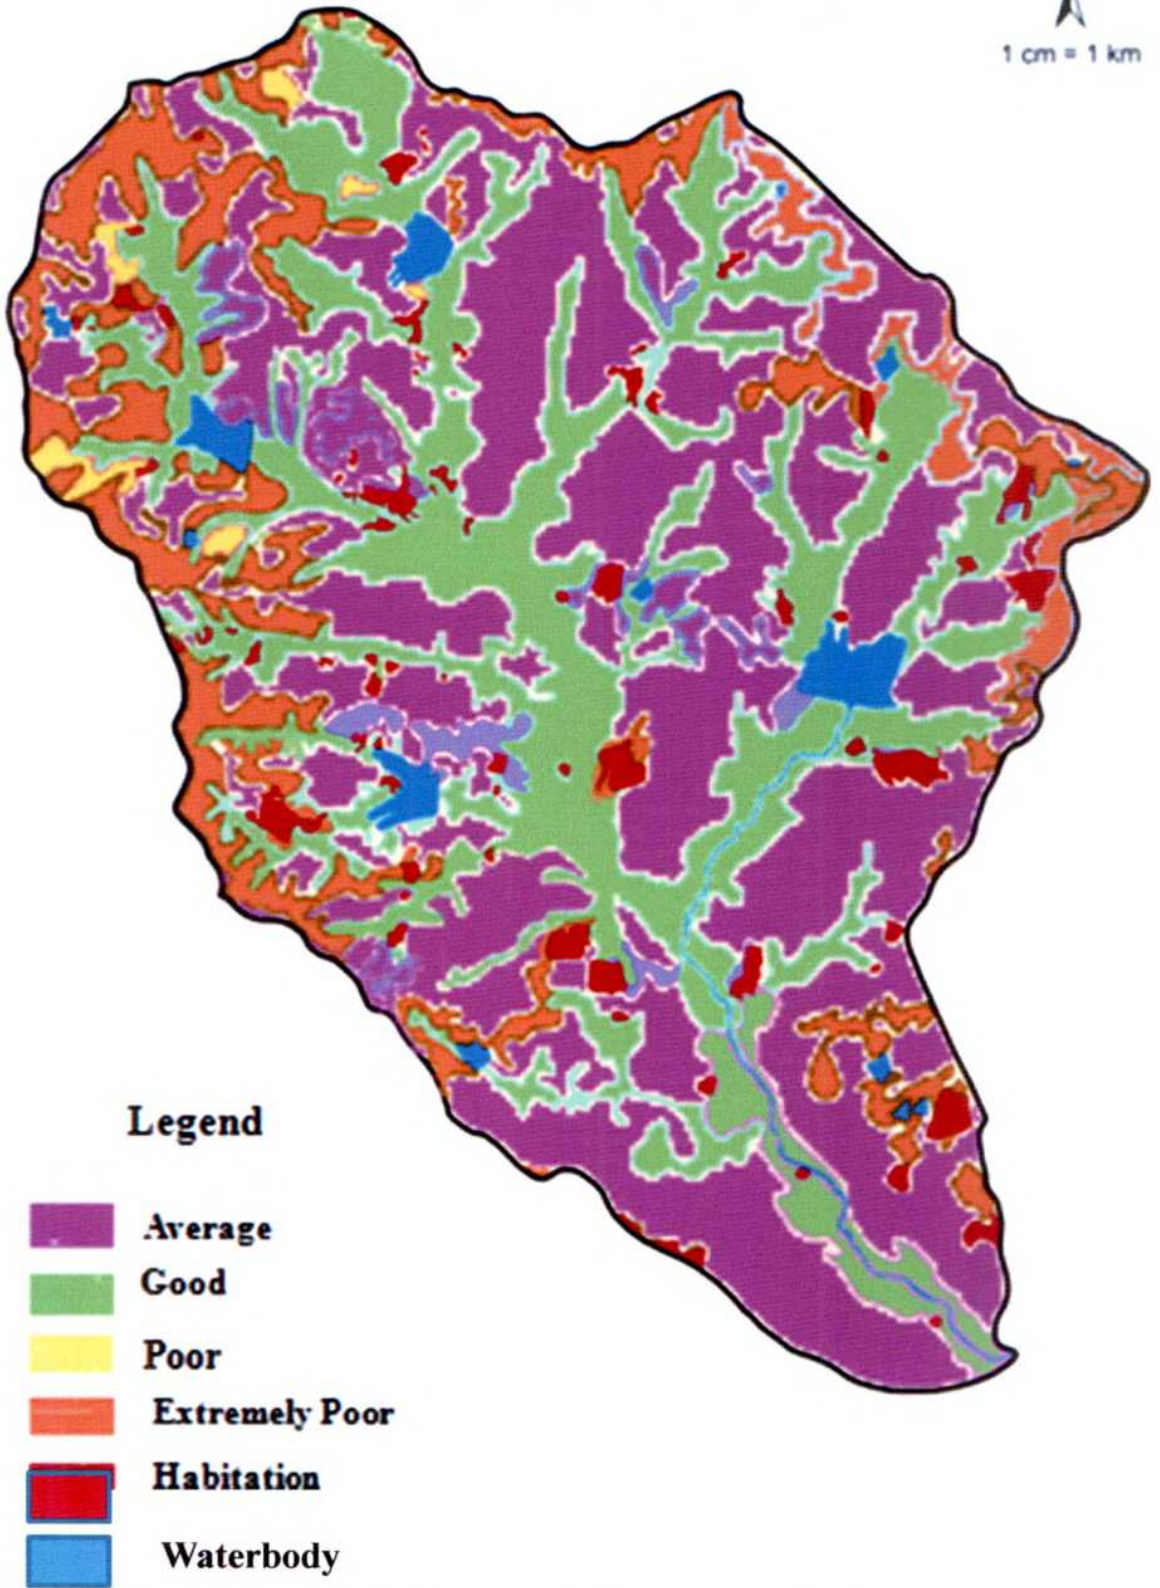 1 cm = 1 km
Legend
Average
Good
Poor
Extremely Poor
Habitation
Waterbody